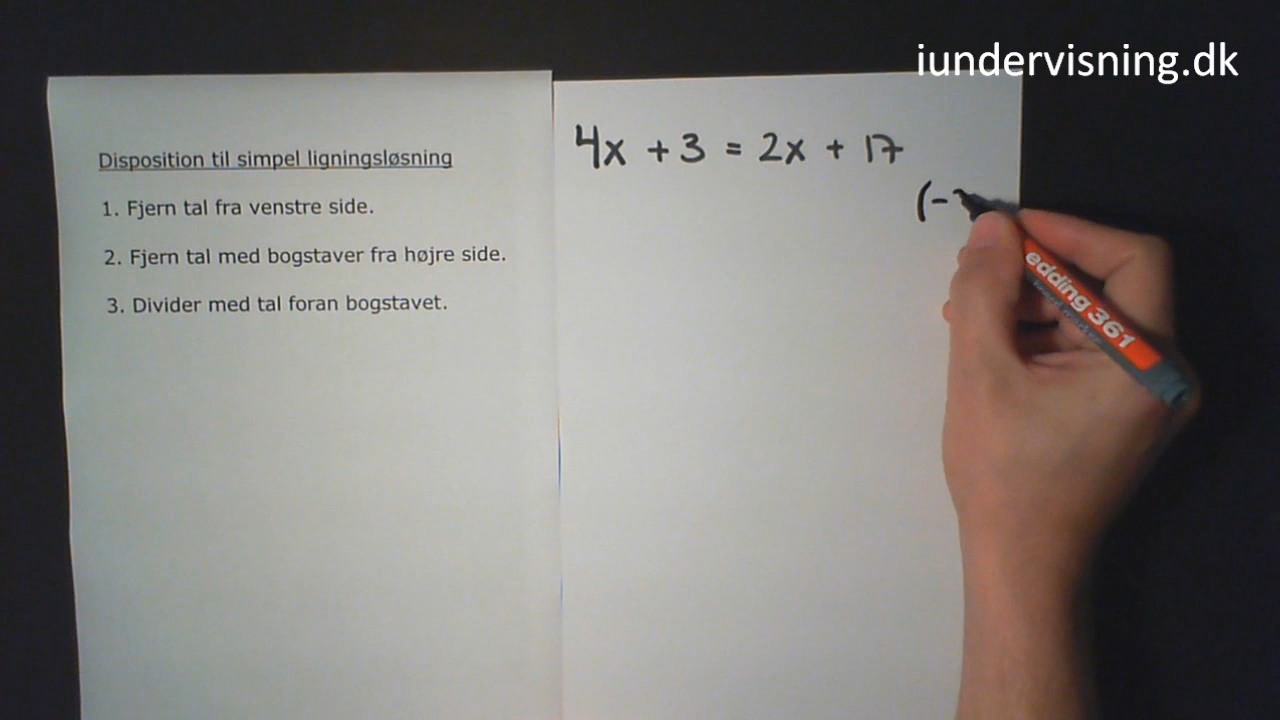 iundervisning.dk
Disposition til simpel ligningsløsning
1. Fjern tal fra venstre side.
2. Fjern tal med bogstaver fra højre side.
3. Divider med tal foran bogstavet.
4x + 3 = 2x + 17
(-
edding 361